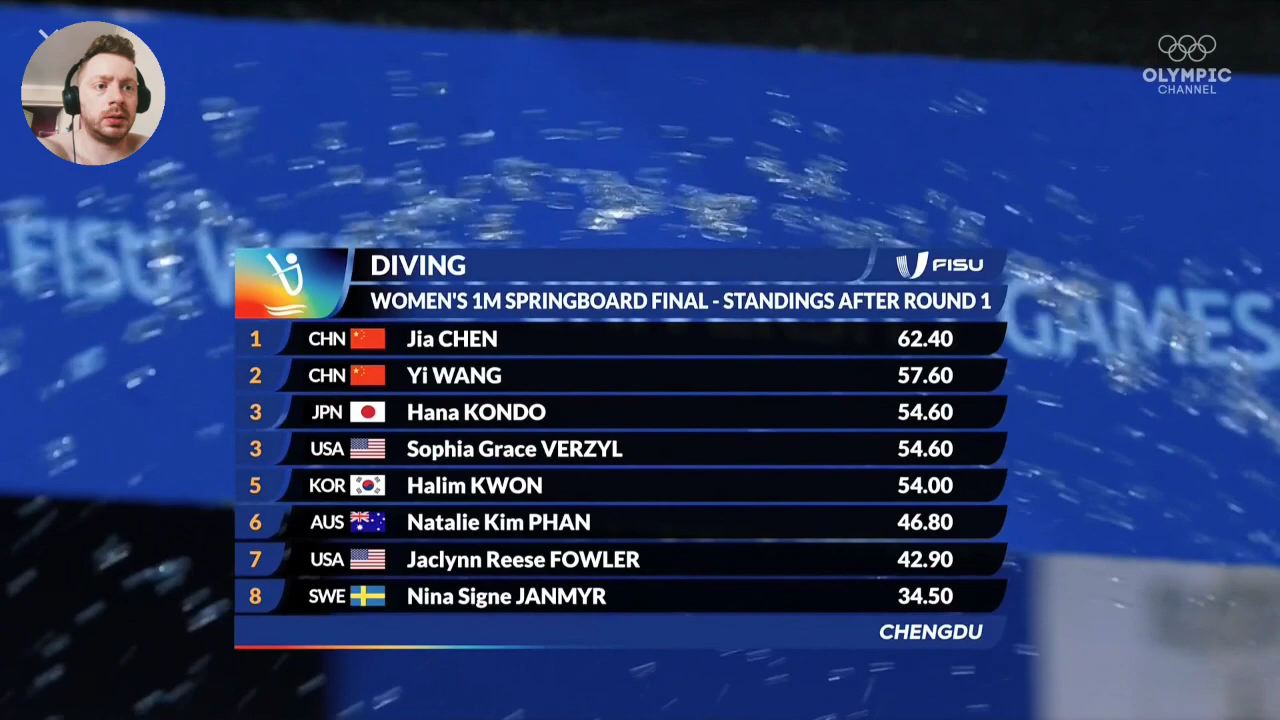 OLYMPIC
CHANNEL
DIVING
FISU
WOMEN'S 1M SPRINGBOARD FINAL - STANDINGS AFTER ROUND 1
1 CHN Jia CHEN 62.40
2 CHN Yi WANG 57.60
3 JPN Hana KONDO 54.60
3 USA Sophia Grace VERZYL 54.60
5 KOR Halim KWON 54.00
6 AUS Natalie Kim PHAN 46.80
7 USA Jaclynn Reese FOWLER 42.90
8 SWE Nina Signe JANMYR 34.50
CHENGDU
FISU W
GAMES